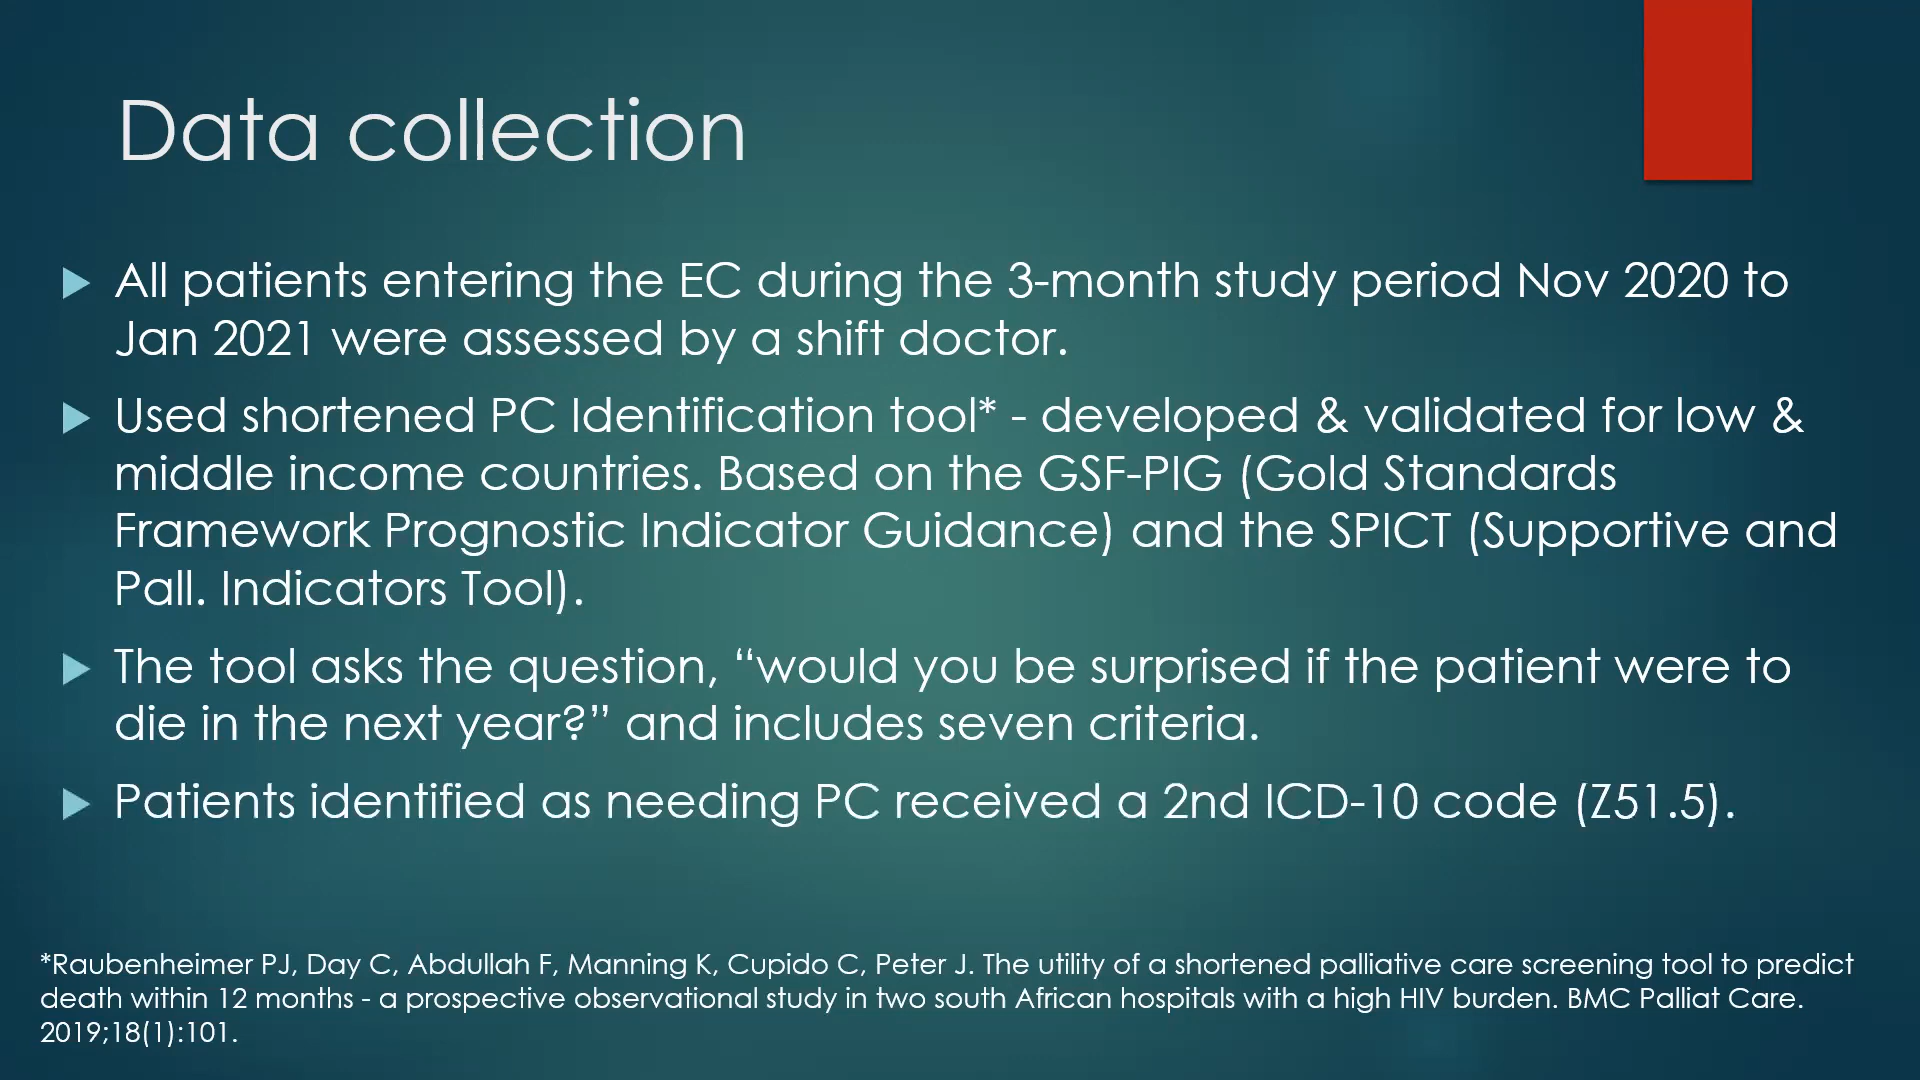 Data collection
All patients entering the EC during the 3-month study period Nov 2020 to
Jan 2021 were assessed by a shift doctor.
Used shortened PC Identification tool* - developed & validated for low &
middle income countries. Based on the GSF-PIG (Gold Standards
Framework Prognostic Indicator Guidance) and the SPICT (Supportive and
Pall. Indicators Tool).
The tool asks the question, “would you be surprised if the patient were to
die in the next year?” and includes seven criteria.
Patients identified as needing PC received a 2nd ICD-10 code (Z51.5).
*Raubenheimer PJ, Day C, Abdullah F, Manning K, Cupido C, Peter J. The utility of a shortened palliative care screening tool to predict
death within 12 months - a prospective observational study in two south African hospitals with a high HIV burden. BMC Palliat Care.
2019;18(1):101.